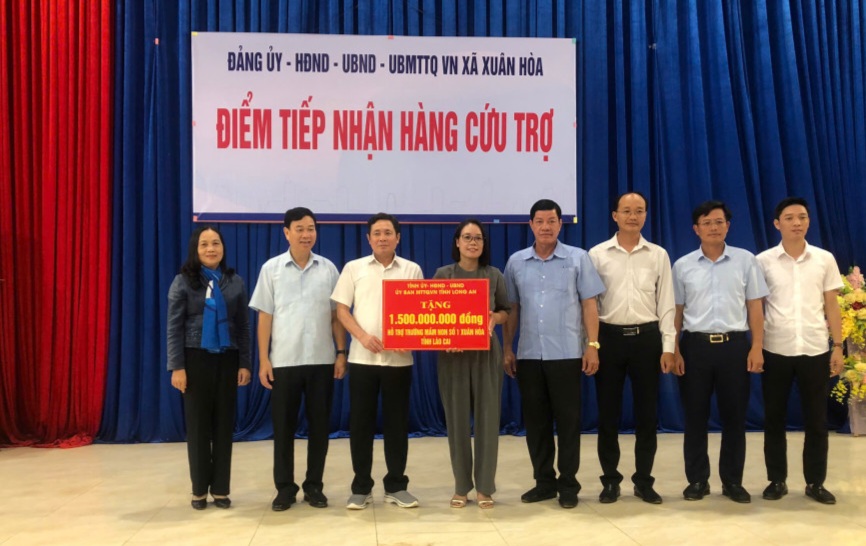 ĐẢNG ỦY - HĐND - UBND - UBMTTQ VN XÃ XUÂN HÒA
ĐIỂM TIẾP NHẬN HÀNG CỨU TRỢ
TỈNH ỦY- HĐND - UBND
ỦY BAN MTTQVN TỈNH LONG AN
TẶNG
1.500.000.000 đồng
HỖ TRỢ TRƯỜNG MẦM NON SỐ 1 XUÂN HÒA
TỈNH LÀO CAI